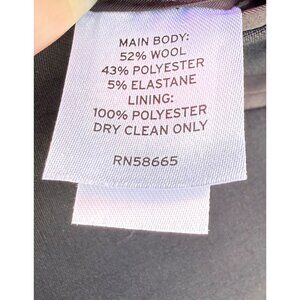 MAIN BODY:
52% WOOL
43% POLYESTER
5% ELASTANE
LINING:
100% POLYESTER
DRY CLEAN ONLY
RN58665